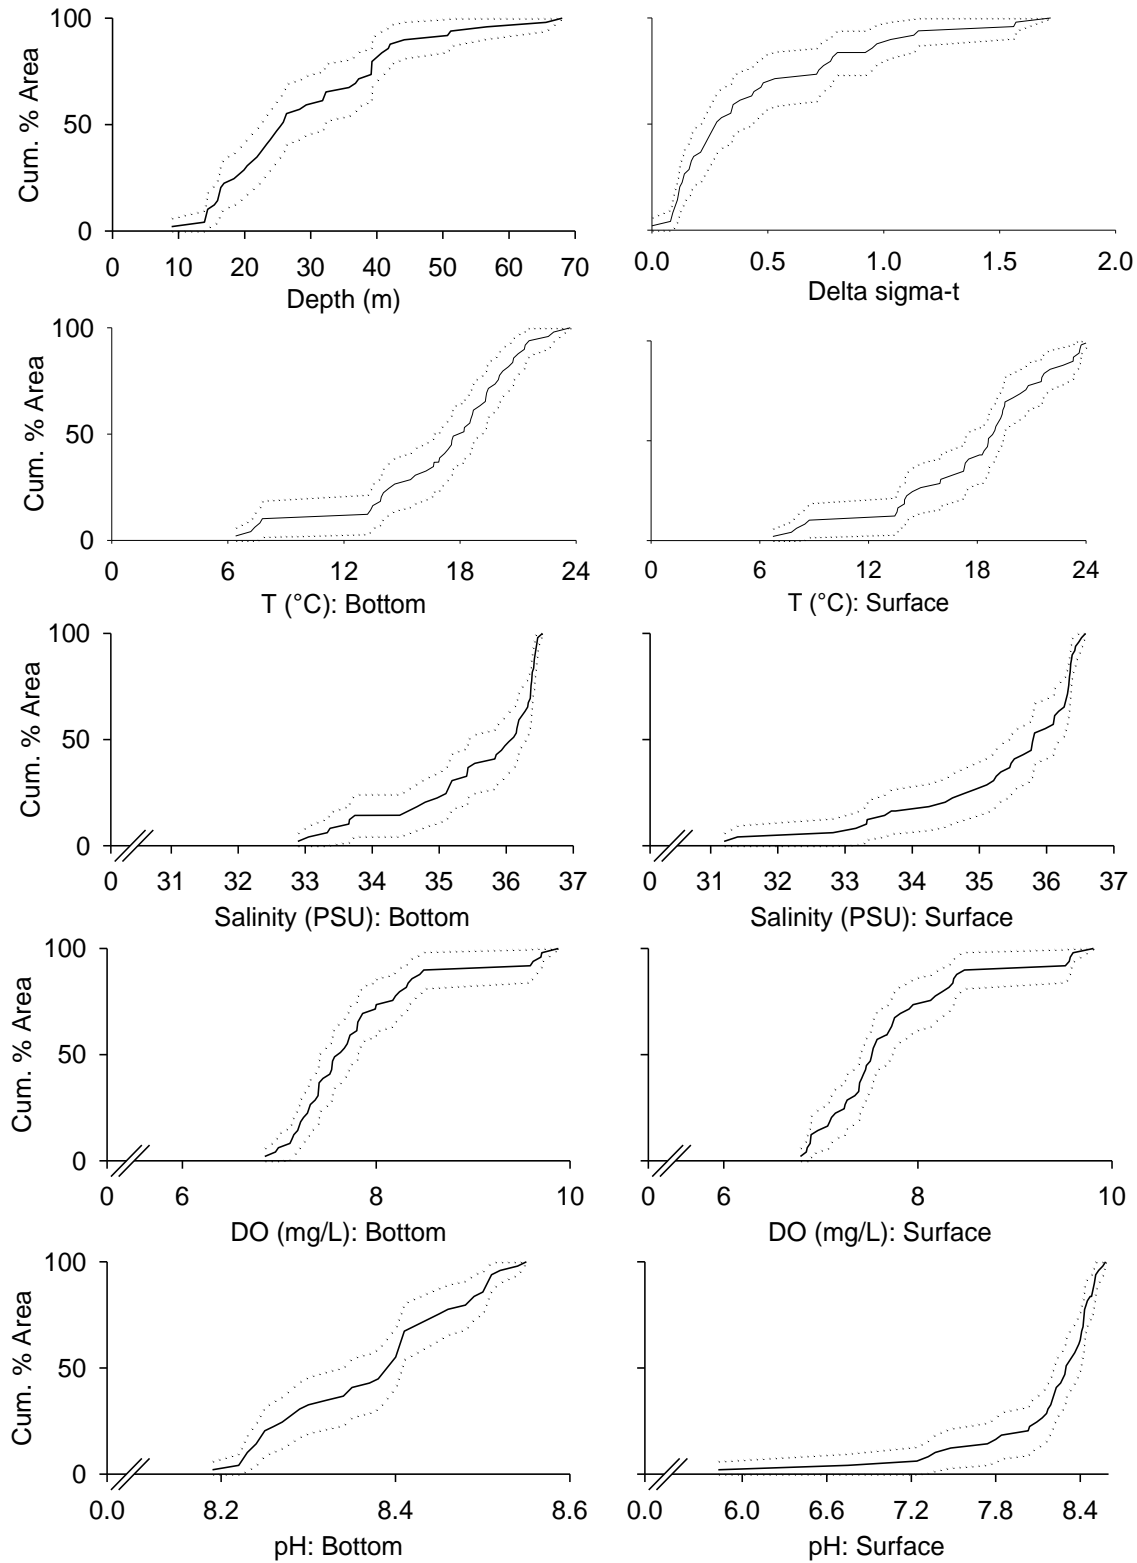 100
50
0
Cum. % Area
0 10 20 30 40 50 60 70
Depth (m)
0.0 0.5 1.0 1.5 2.0
Delta sigma-t
100
50
0
Cum. % Area
0 6 12 18 24
T (°C): Bottom
0 6 12 18 24
T (°C): Surface
100
50
0
Cum. % Area
0 31 32 33 34 35 36 37
Salinity (PSU): Bottom
0 31 32 33 34 35 36 37
Salinity (PSU): Surface
100
50
0
Cum. % Area
0 6 8 10
DO (mg/L): Bottom
0 6 8 10
DO (mg/L): Surface
100
50
0
Cum. % Area
0.0 8.2 8.4 8.6
pH: Bottom
0.0 6.0 6.6 7.2 7.8 8.4
pH: Surface